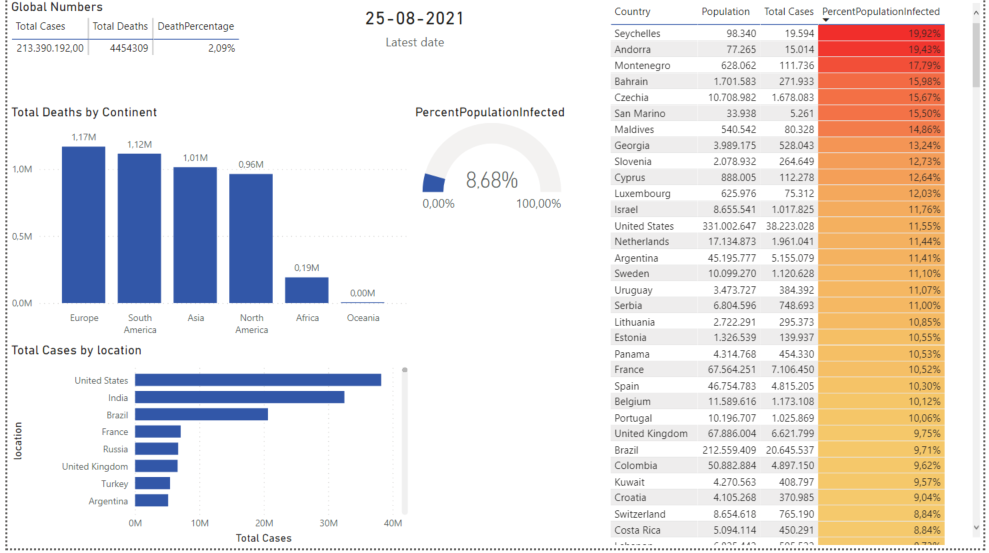 Global Numbers
Total Cases Total Deaths DeathPercentage
213.390.192,00 4454309 2,09%
25-08-2021
Latest date
Total Deaths by Continent
1,17M
1,12M
1,01M
0,96M
0,19M
0,00M
1,0M
0,5M
0,0M
Europe
South America
Asia
North America
Africa
Oceania
PercentPopulationInfected
8,68%
0,00% 100,00%
Total Cases by location
location
United States
India
Brazil
France
Russia
United Kingdom
Turkey
Argentina
0M 10M 20M 30M 40M
Total Cases
Country Population Total Cases PercentPopulationInfected
Seychelles 98.340 19.594 19,92%
Andorra 77.265 15.014 19,43%
Montenegro 628.062 111.736 17,79%
Bahrain 1.701.583 271.933 15,98%
Czechia 10.708.982 1.678.083 15,67%
San Marino 33.938 5.261 15,50%
Maldives 540.542 80.328 14,86%
Georgia 3.989.175 528.043 13,24%
Slovenia 2.078.932 264.649 12,73%
Cyprus 888.005 112.278 12,64%
Luxembourg 625.976 75.312 12,03%
Israel 8.655.541 1.017.825 11,76%
United States 331.002.647 38.223.028 11,55%
Netherlands 17.134.873 1.961.041 11,44%
Argentina 45.195.777 5.155.079 11,41%
Sweden 10.099.270 1.120.628 11,10%
Uruguay 3.473.727 384.392 11,07%
Serbia 6.804.596 748.693 11,00%
Lithuania 2.722.291 295.373 10,85%
Estonia 1.326.539 139.937 10,55%
Panama 4.314.768 454.330 10,53%
France 67.564.251 7.106.450 10,52%
Spain 46.754.783 4.815.205 10,30%
Belgium 11.589.616 1.173.108 10,12%
Portugal 10.196.707 1.025.869 10,06%
United Kingdom 67.886.004 6.621.799 9,75%
Brazil 212.559.409 20.645.537 9,71%
Colombia 50.882.884 4.897.150 9,62%
Kuwait 4.270.563 408.797 9,57%
Croatia 4.105.268 370.985 9,04%
Switzerland 8.654.618 765.190 8,84%
Costa Rica 5.094.114 450.291 8,84%